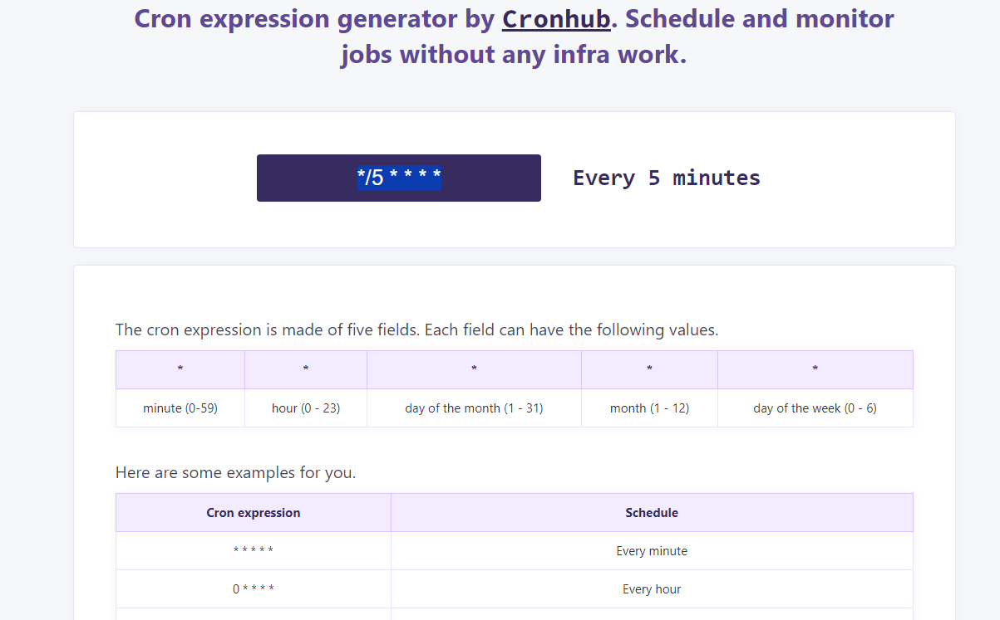 Cron expression generator by Cronhub. Schedule and monitor
jobs without any infra work.
*/5 * * * *
Every 5 minutes
The cron expression is made of five fields. Each field can have the following values.
* * * * *
minute (0-59) hour (0 - 23) day of the month (1 - 31) month (1 - 12) day of the week (0 - 6)
Here are some examples for you.
Cron expression Schedule
* * * * * Every minute
0 * * * * Every hour